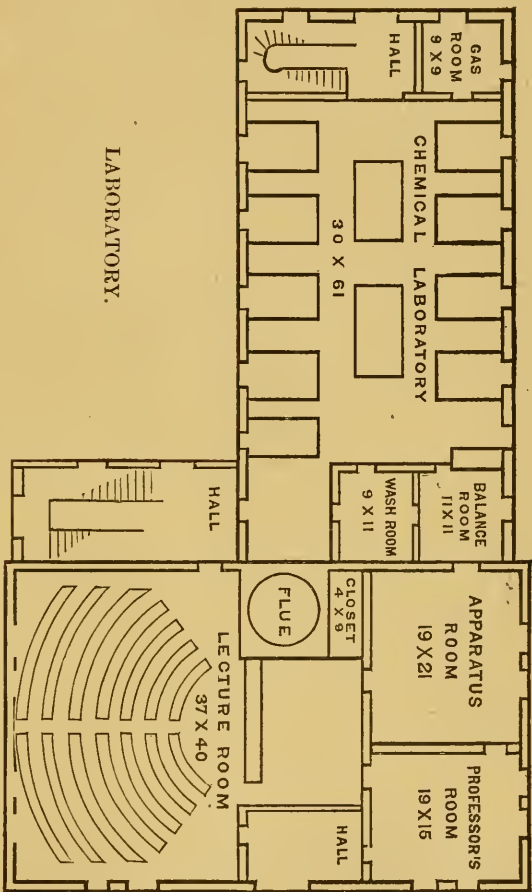 GAS
ROOM
9 X 9
HALL
CHEMICAL LABORATORY
30 X 61
LABORATORY.
BALANCE
ROOM
11 X 11
WASH ROOM
9 X 11
HALL
CLOSET
4 X 9
FLUE
APPARATUS
ROOM
19 X 21
LECTURE ROOM
37 X 40
PROFESSOR'S
ROOM
19 X 15
HALL